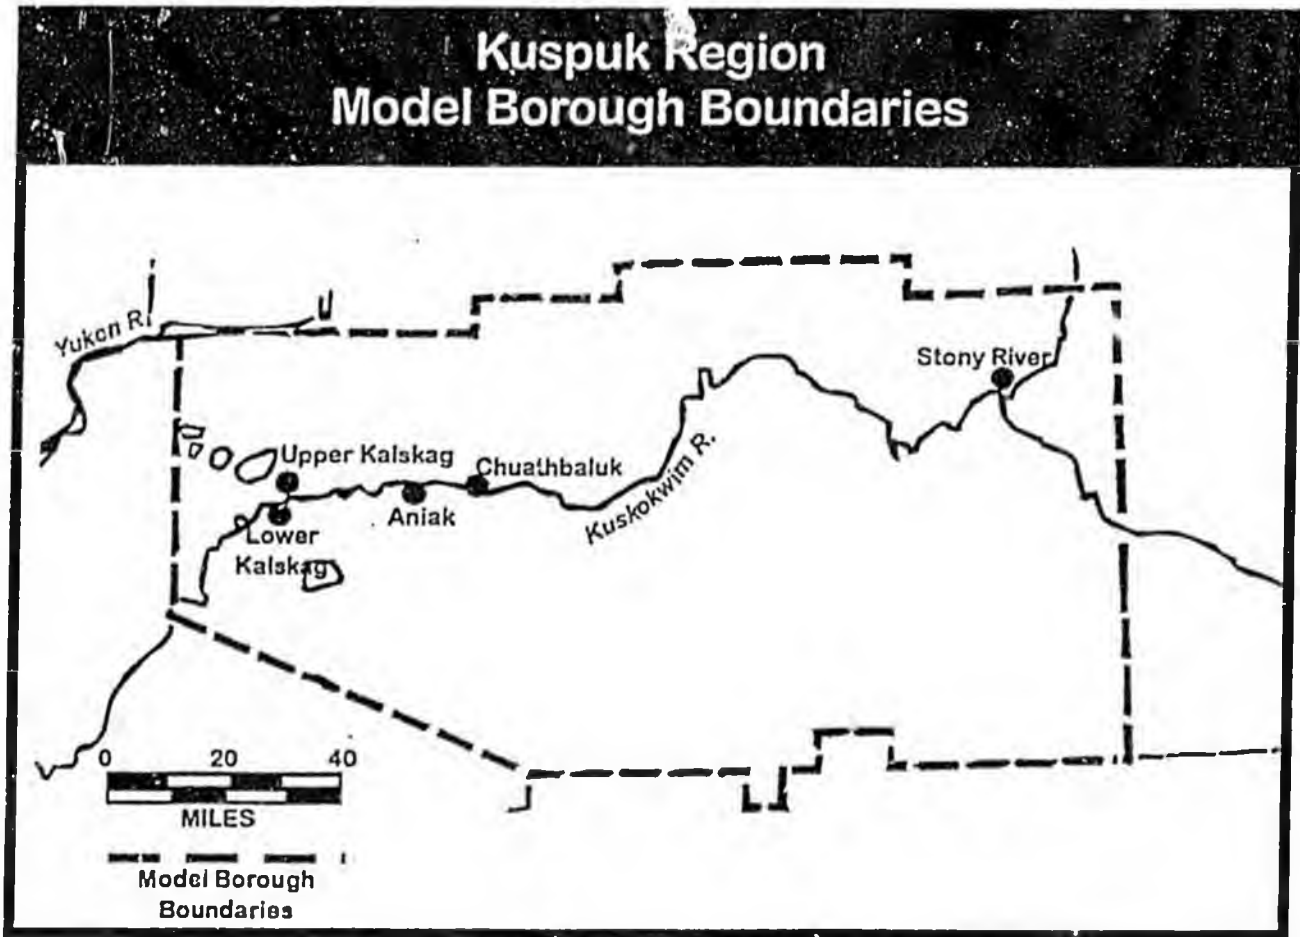 Kuspuk Region
Model Borough Boundaries
Yukon R.
Stony River
Upper Kalskag
Chuathbaluk
Aniak
Kuskokwim R.
Lower
Kalskag
0 20 40
MILES
Model Borough
Boundaries